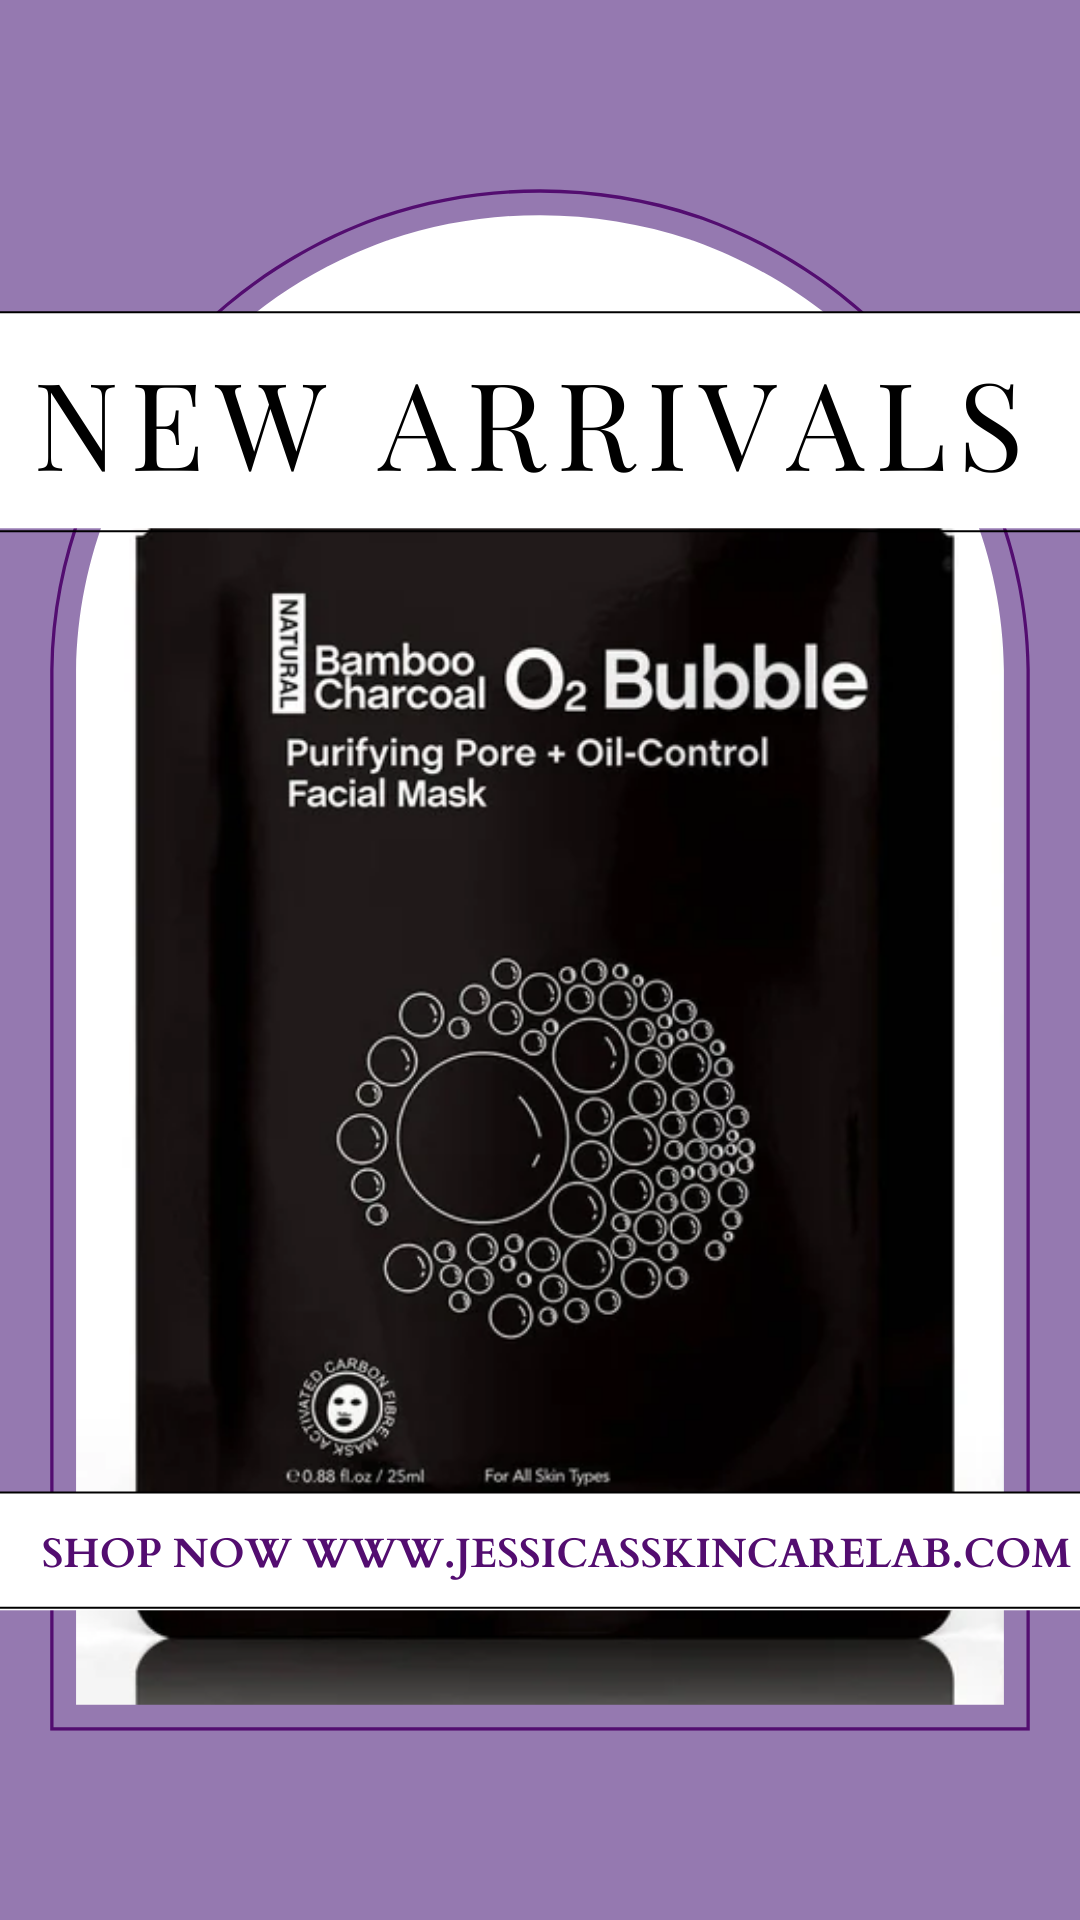 NEW ARRIVALS
NATURAL
Bamboo
Charcoal
O₂ Bubble
Purifying Pore + Oil-Control
Facial Mask
ACTIVATED CARBON FIBRE MASK
℮ 0.88 fl.oz / 25ml
For All Skin Types
SHOP NOW WWW.JESSICASSKINCARELAB.COM